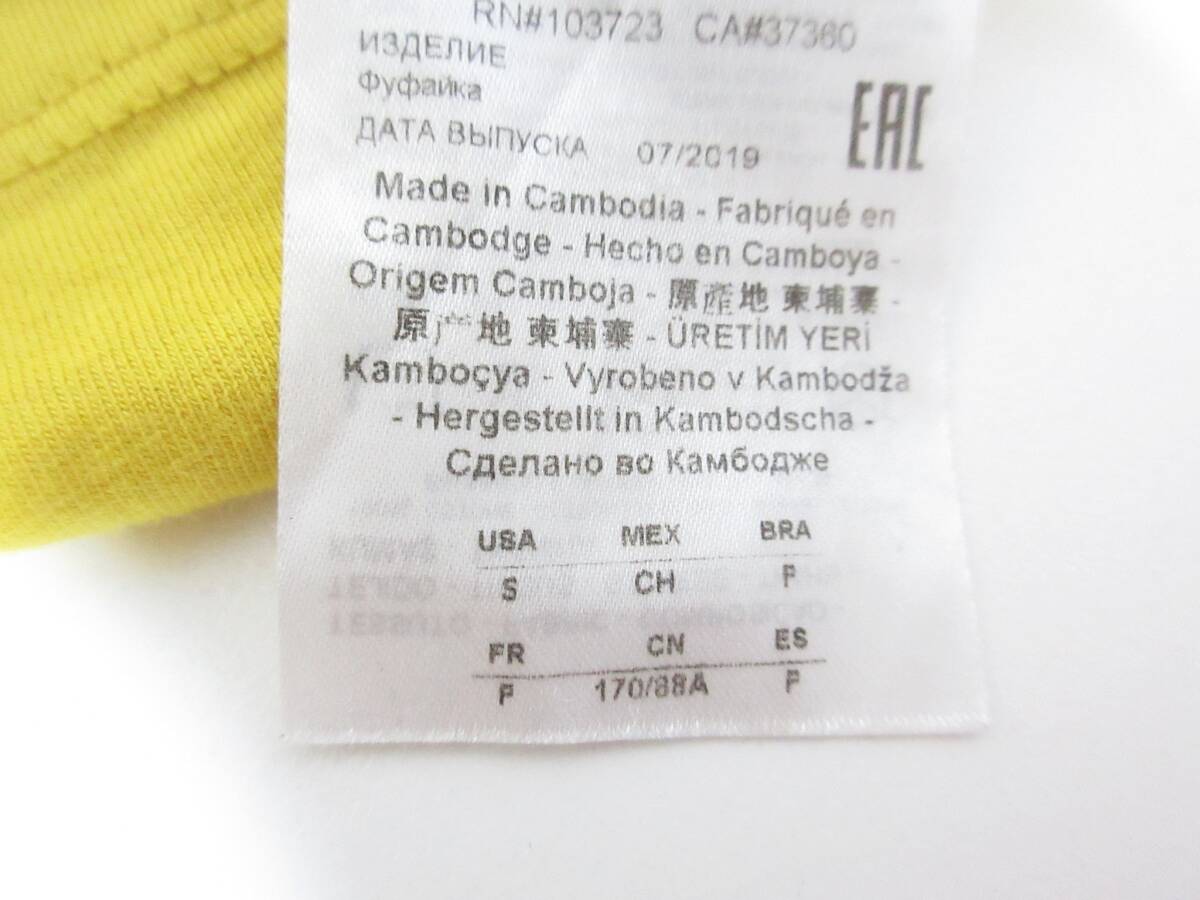 RN#103723 CA#37360
ИЗДЕЛИЕ
Фуфайка
EAC
ДАТА ВЫПУСКА 07/2019
Made in Cambodia - Fabriqué en
Cambodge - Hecho en Camboya -
Origem Camboja - 原產地 柬埔寨 -
原产地 柬埔寨 - ÜRETİM YERİ
Kamboçya - Vyrobeno v Kambodža
- Hergestellt in Kambodscha -
Сделано во Камбодже
USA MEX BRA
S CH P
FR CN ES
P 170/88A P